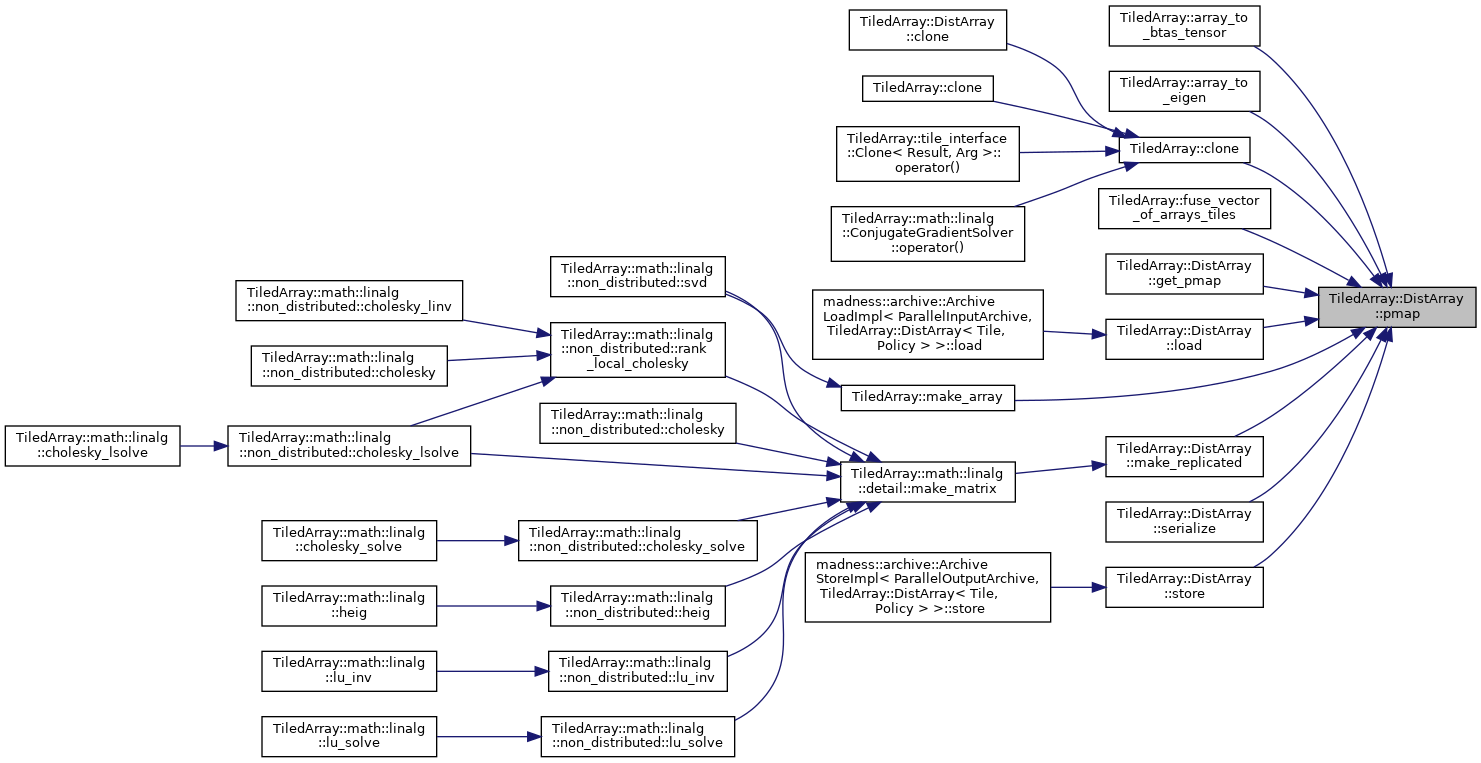 TiledArray::DistArray
::clone
TiledArray::array_to
_btas_tensor
TiledArray::clone
TiledArray::array_to
_eigen
TiledArray::tile_interface
::Clone< Result, Arg >::
operator()
TiledArray::clone
TiledArray::math::linalg
::ConjugateGradientSolver
::operator()
TiledArray::fuse_vector
_of_arrays_tiles
TiledArray::math::linalg
::non_distributed::svd
TiledArray::DistArray
::get_pmap
TiledArray::math::linalg
::non_distributed::cholesky_linv
madness::archive::Archive
LoadImpl< ParallelInputArchive,
TiledArray::DistArray< Tile,
Policy > >::load
TiledArray::DistArray
::load
TiledArray::DistArray
::pmap
TiledArray::math::linalg
::non_distributed::rank
_local_cholesky
TiledArray::math::linalg
::non_distributed::cholesky
TiledArray::make_array
TiledArray::math::linalg
::non_distributed::cholesky
TiledArray::math::linalg
::cholesky_lsolve
TiledArray::math::linalg
::non_distributed::cholesky_lsolve
TiledArray::math::linalg
::detail::make_matrix
TiledArray::DistArray
::make_replicated
TiledArray::DistArray
::serialize
TiledArray::math::linalg
::cholesky_solve
TiledArray::math::linalg
::non_distributed::cholesky_solve
madness::archive::Archive
StoreImpl< ParallelOutputArchive,
TiledArray::DistArray< Tile,
Policy > >::store
TiledArray::DistArray
::store
TiledArray::math::linalg
::heig
TiledArray::math::linalg
::non_distributed::heig
TiledArray::math::linalg
::lu_inv
TiledArray::math::linalg
::non_distributed::lu_inv
TiledArray::math::linalg
::lu_solve
TiledArray::math::linalg
::non_distributed::lu_solve